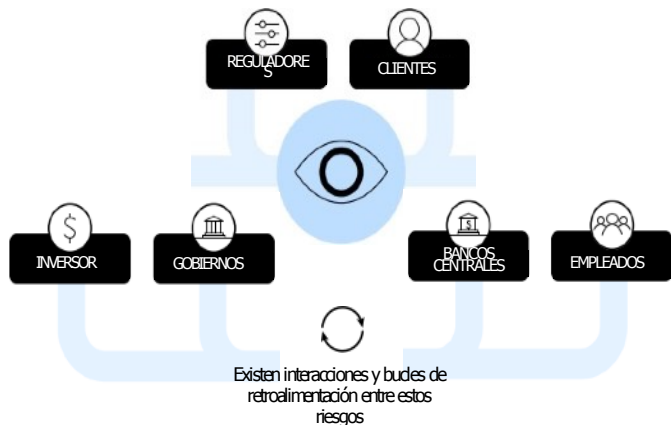 REGULADORE
S
CLIENTES
INVERSOR
GOBIERNOS
BANCOS
CENTRALES
EMPLEADOS
Existen interacciones y bucles de
retroalimentación entre estos
riesgos